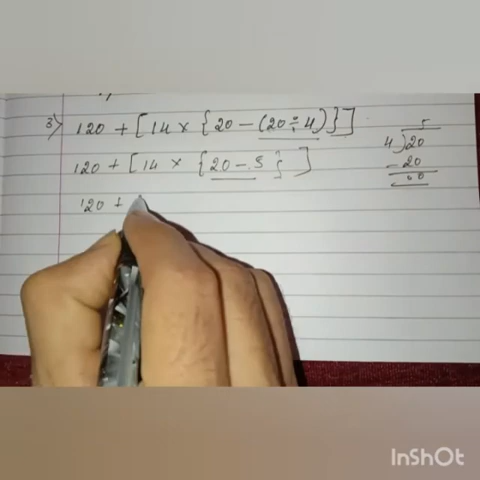 3) 120 + [14 × {20 – (20 ÷ 4)}]
120 + [14 × {20 – 5}]
120 +
5
4)20
– 20
00
InShOt